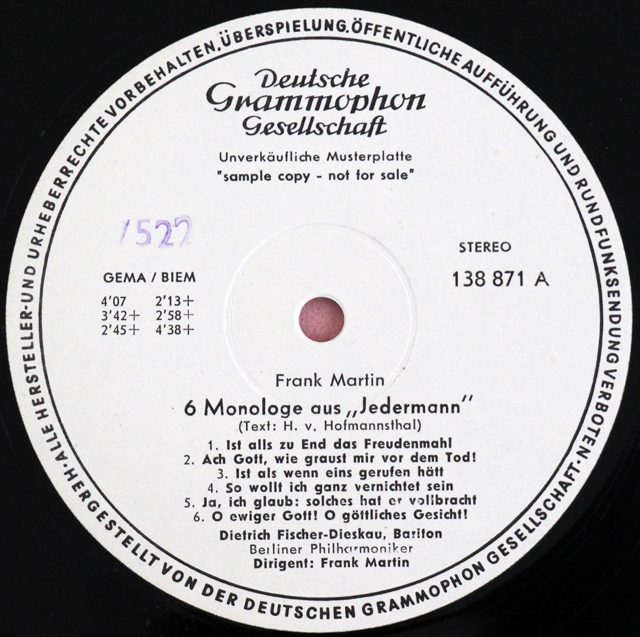 ALLE HERSTELLER- UND URHEBERRECHTE VORBEHALTEN, ÜBERSPIELUNG, ÖFFENTLICHE AUFFÜHRUNG UND RUNDFUNKSENDUNG VERBOTEN · HERGESTELLT VON DER DEUTSCHEN GRAMMOPHON GESELLSCHAFT ·
Deutsche
Grammophon
Gesellschaft
Unverkäufliche Musterplatte
"sample copy - not for sale"
1522
STEREO
138 871 A
GEMA / BIEM
4'07 2'13+
3'42+ 2'58+
2'45+ 4'38+
Frank Martin
6 Monologe aus „Jedermann"
(Text: H. v. Hofmannsthal)
1. Ist alls zu End das Freudenmahl
2. Ach Gott, wie graust mir vor dem Tod!
3. Ist als wenn eins gerufen hätt
4. So wollt ich ganz vernichtet sein
5. Ja, ich glaub: solches hat er vollbracht
6. O ewiger Gott! O göttliches Gesicht!
Dietrich Fischer-Dieskau, Bariton
Berliner Philharmoniker
Dirigent: Frank Martin